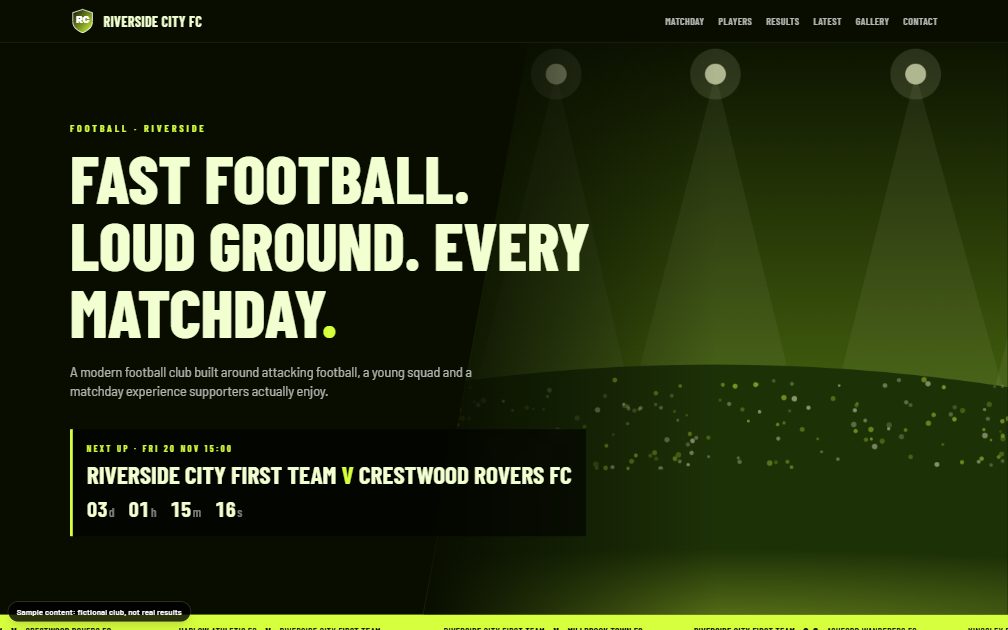 RC RIVERSIDE CITY FC
MATCHDAY PLAYERS RESULTS LATEST GALLERY CONTACT
FOOTBALL · RIVERSIDE
FAST FOOTBALL.
LOUD GROUND. EVERY
MATCHDAY.
A modern football club built around attacking football, a young squad and a
matchday experience supporters actually enjoy.
NEXT UP · FRI 20 NOV 15:00
RIVERSIDE CITY FIRST TEAM V CRESTWOOD ROVERS FC
03d 01h 15m 16s
Sample content: fictional club, not real results